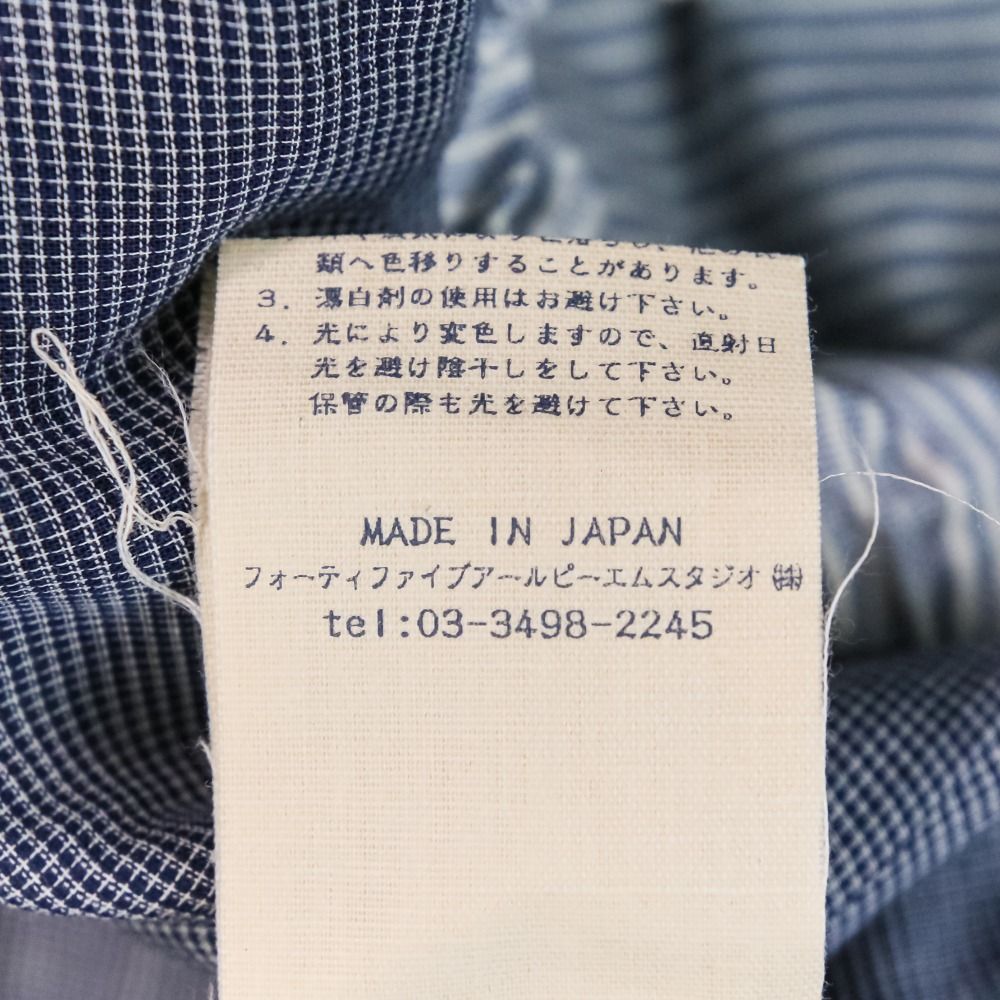 類へ色移りすることがあります。
3. 漂白剤の使用はお避け下さい。
4. 光により変色しますので、直射日
光を避け陰干しをして下さい。
保管の際も光を避けて下さい。
MADE IN JAPAN
フォーティファイブアールピーエムスタジオ㈱
tel:03-3498-2245